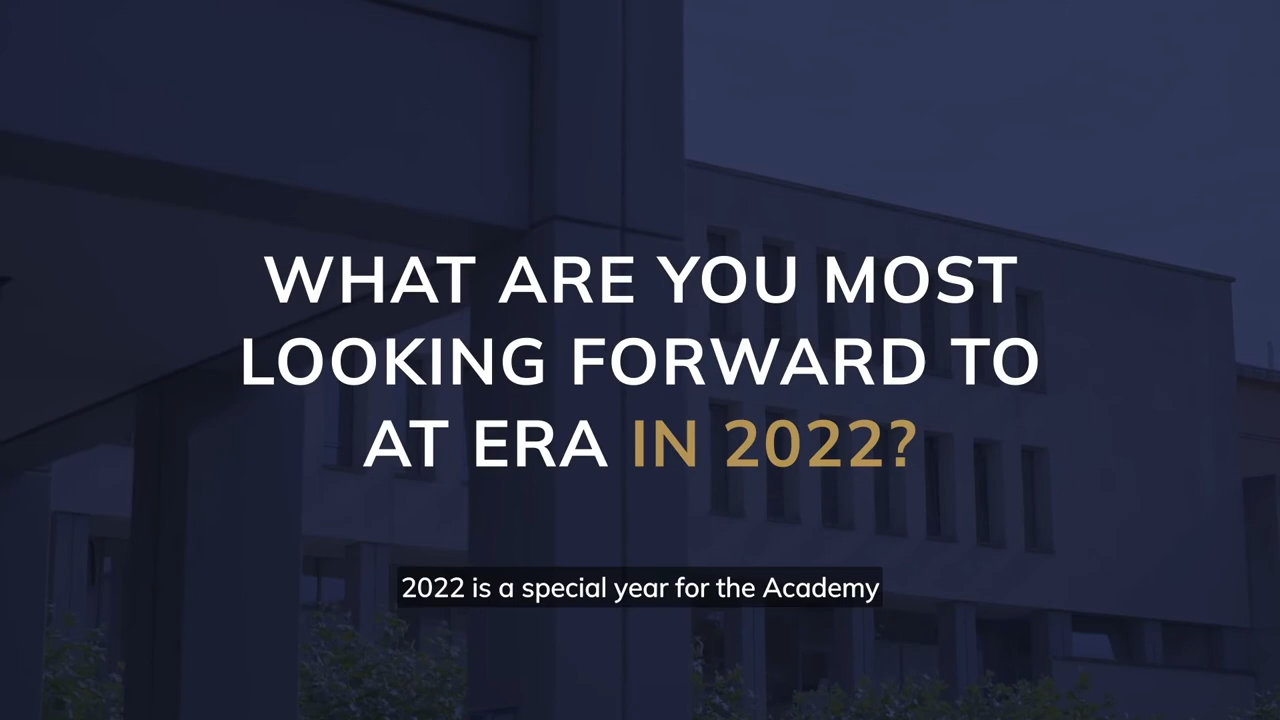 WHAT ARE YOU MOST
LOOKING FORWARD TO
AT ERA IN 2022?
2022 is a special year for the Academy